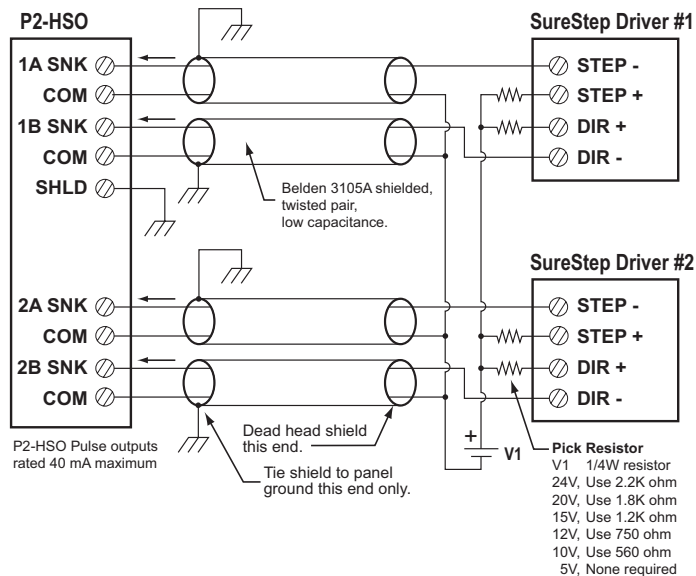 P2-HSO
SureStep Driver #1
1A SNK
COM
1B SNK
COM
SHLD
STEP -
STEP +
DIR +
DIR -
Belden 3105A shielded,
twisted pair,
low capacitance.
SureStep Driver #2
2A SNK
COM
2B SNK
COM
STEP -
STEP +
DIR +
DIR -
P2-HSO Pulse outputs
rated 40 mA maximum
Dead head shield
this end.
Tie shield to panel
ground this end only.
+
V1
Pick Resistor
V1 1/4W resistor
24V, Use 2.2K ohm
20V, Use 1.8K ohm
15V, Use 1.2K ohm
12V, Use 750 ohm
10V, Use 560 ohm
5V, None required